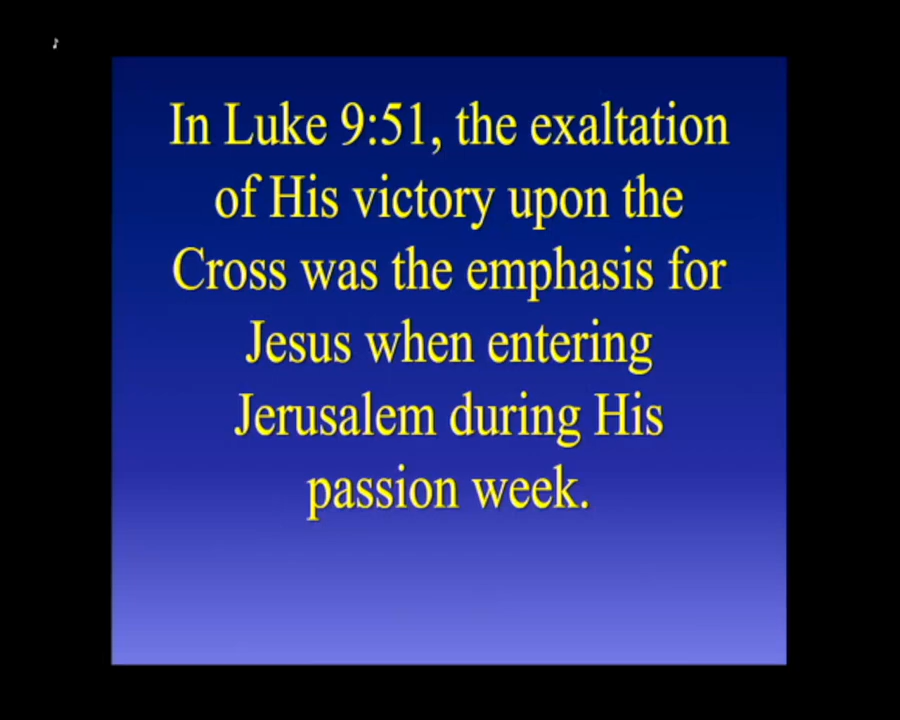 In Luke 9:51, the exaltation
of His victory upon the
Cross was the emphasis for
Jesus when entering
Jerusalem during His
passion week.